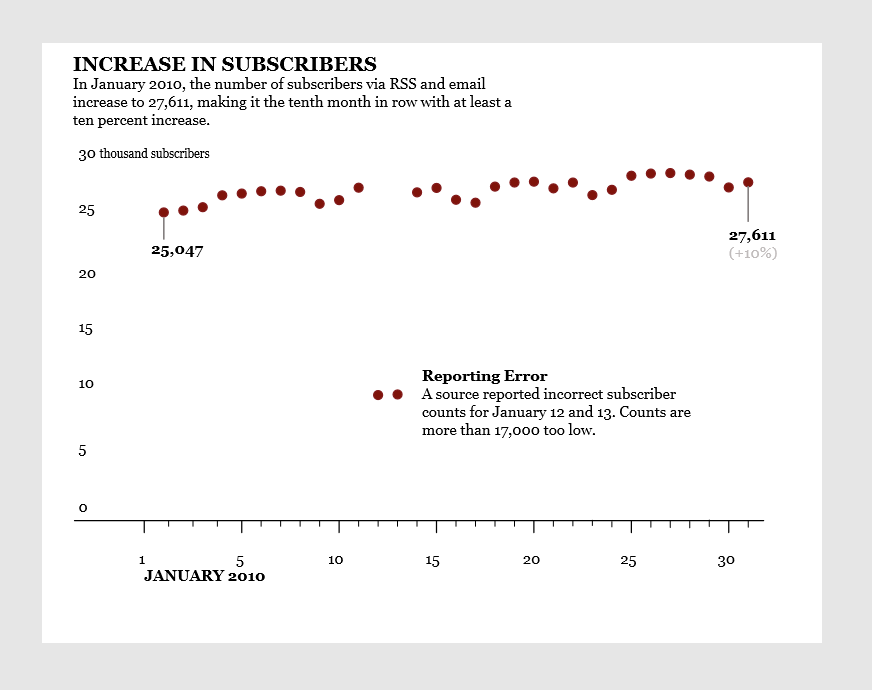 INCREASE IN SUBSCRIBERS
In January 2010, the number of subscribers via RSS and email
increase to 27,611, making it the tenth month in row with at least a
ten percent increase.
30 thousand subscribers
25
25,047
27,611
(+10%)
20
15
10
Reporting Error
A source reported incorrect subscriber
counts for January 12 and 13. Counts are
more than 17,000 too low.
5
0
1 5 10 15 20 25 30
JANUARY 2010